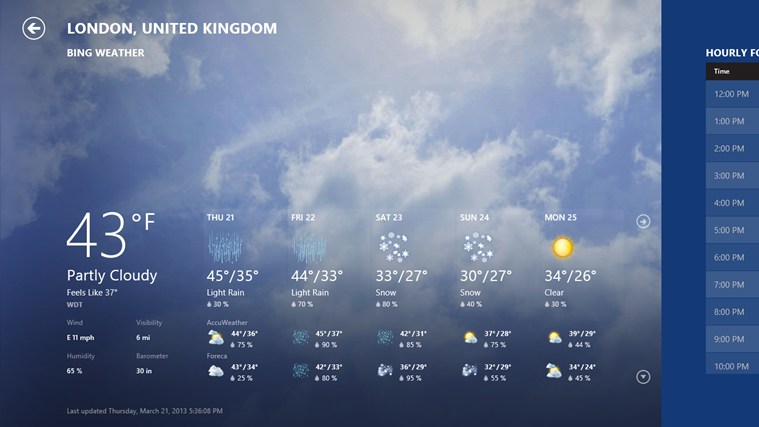 LONDON, UNITED KINGDOM
BING WEATHER
43°F
Partly Cloudy
Feels Like 37°
WDT
Wind
Visibility
E 11 mph
6 mi
Humidity
Barometer
65 %
30 in
THU 21
FRI 22
SAT 23
SUN 24
MON 25
45°/35°
44°/33°
33°/27°
30°/27°
34°/26°
Light Rain
Light Rain
Snow
Snow
Clear
30 %
70 %
80 %
40 %
30 %
AccuWeather
44°/36°
45°/37°
42°/31°
37°/28°
39°/29°
75 %
90 %
85 %
75 %
44 %
Foreca
43°/34°
42°/33°
36°/29°
32°/29°
34°/24°
25 %
80 %
95 %
55 %
45 %
Last updated Thursday, March 21, 2013 5:36:08 PM
HOURLY FO
Time
12:00 PM
1:00 PM
2:00 PM
3:00 PM
4:00 PM
5:00 PM
6:00 PM
7:00 PM
8:00 PM
9:00 PM
10:00 PM